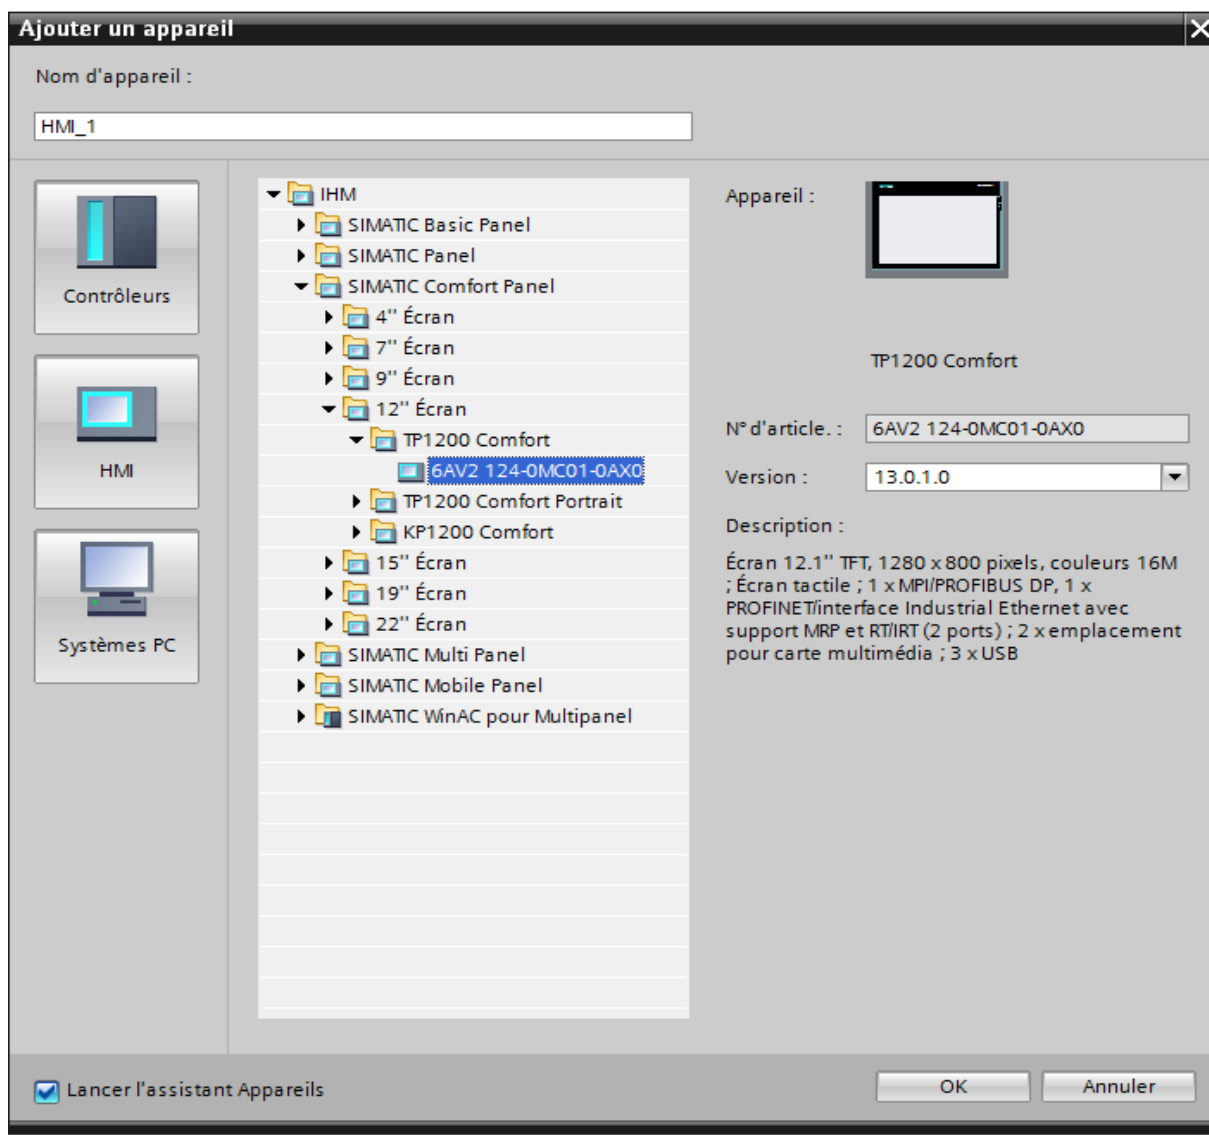 Ajouter un appareil
Nom d'appareil :
HMI_1
Contrôleurs
HMI
Systèmes PC
IHM
SIMATIC Basic Panel
SIMATIC Panel
SIMATIC Comfort Panel
4'' Écran
7'' Écran
9'' Écran
12'' Écran
TP1200 Comfort
6AV2 124-0MC01-0AX0
TP1200 Comfort Portrait
KP1200 Comfort
15'' Écran
19'' Écran
22'' Écran
SIMATIC Multi Panel
SIMATIC Mobile Panel
SIMATIC WinAC pour Multipanel
Appareil :
TP1200 Comfort
N° d'article. :
6AV2 124-0MC01-0AX0
Version :
13.0.1.0
Description :
Écran 12.1'' TFT, 1280 x 800 pixels, couleurs 16M
; Écran tactile ; 1 x MPI/PROFIBUS DP, 1 x
PROFINET/interface Industrial Ethernet avec
support MRP et RT/IRT (2 ports) ; 2 x emplacement
pour carte multimédia ; 3 x USB
Lancer l'assistant Appareils
OK
Annuler